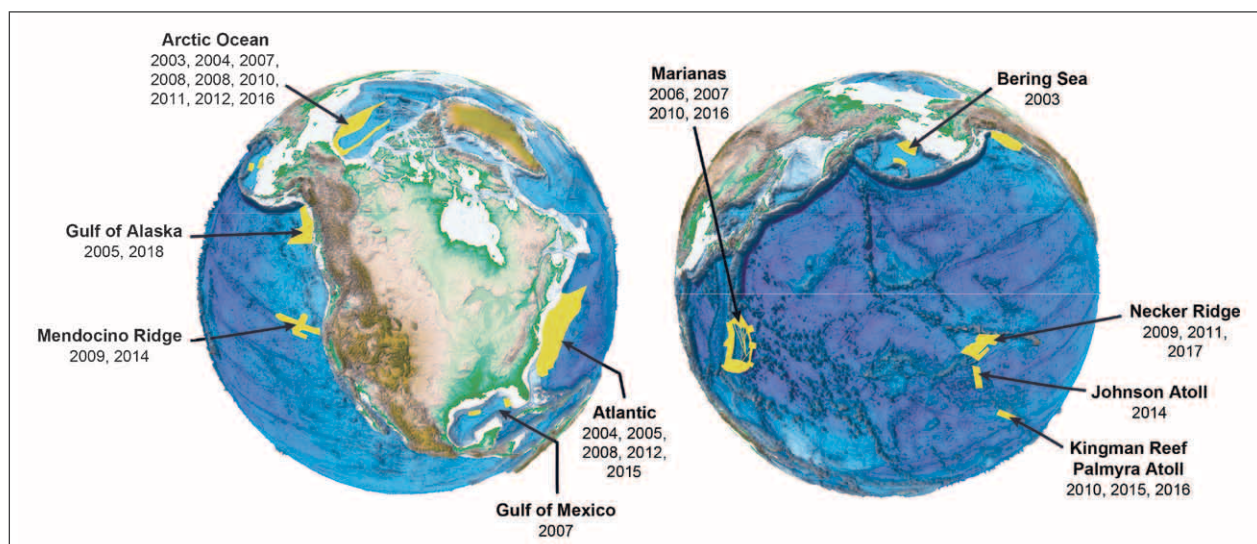 Arctic Ocean
2003, 2004, 2007,
2008, 2008, 2010,
2011, 2012, 2016
Gulf of Alaska
2005, 2018
Mendocino Ridge
2009, 2014
Atlantic
2004, 2005,
2008, 2012,
2015
Gulf of Mexico
2007
Marianas
2006, 2007
2010, 2016
Bering Sea
2003
Necker Ridge
2009, 2011,
2017
Johnson Atoll
2014
Kingman Reef
Palmyra Atoll
2010, 2015, 2016